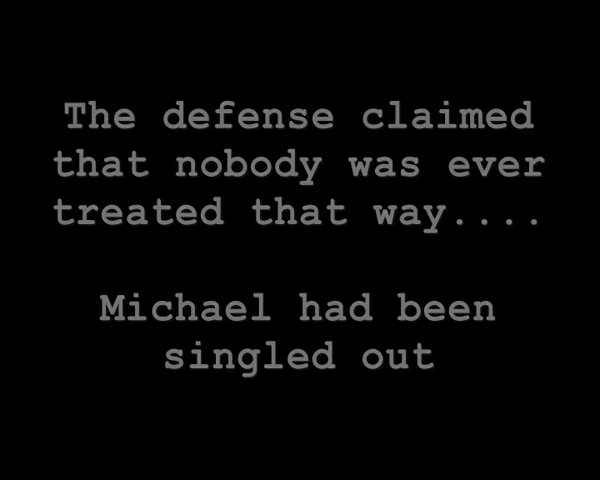 The defense claimed
that nobody was ever
treated that way....
Michael had been
singled out